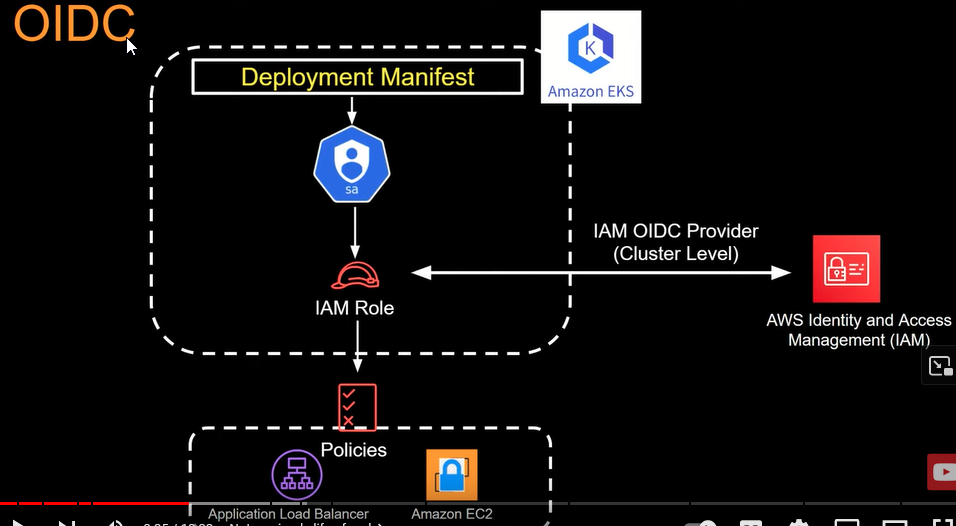 OIDC
Deployment Manifest
K
Amazon EKS
sa
IAM OIDC Provider
(Cluster Level)
IAM Role
AWS Identity and Access
Management (IAM)
Policies
Application Load Balancer
Amazon EC2